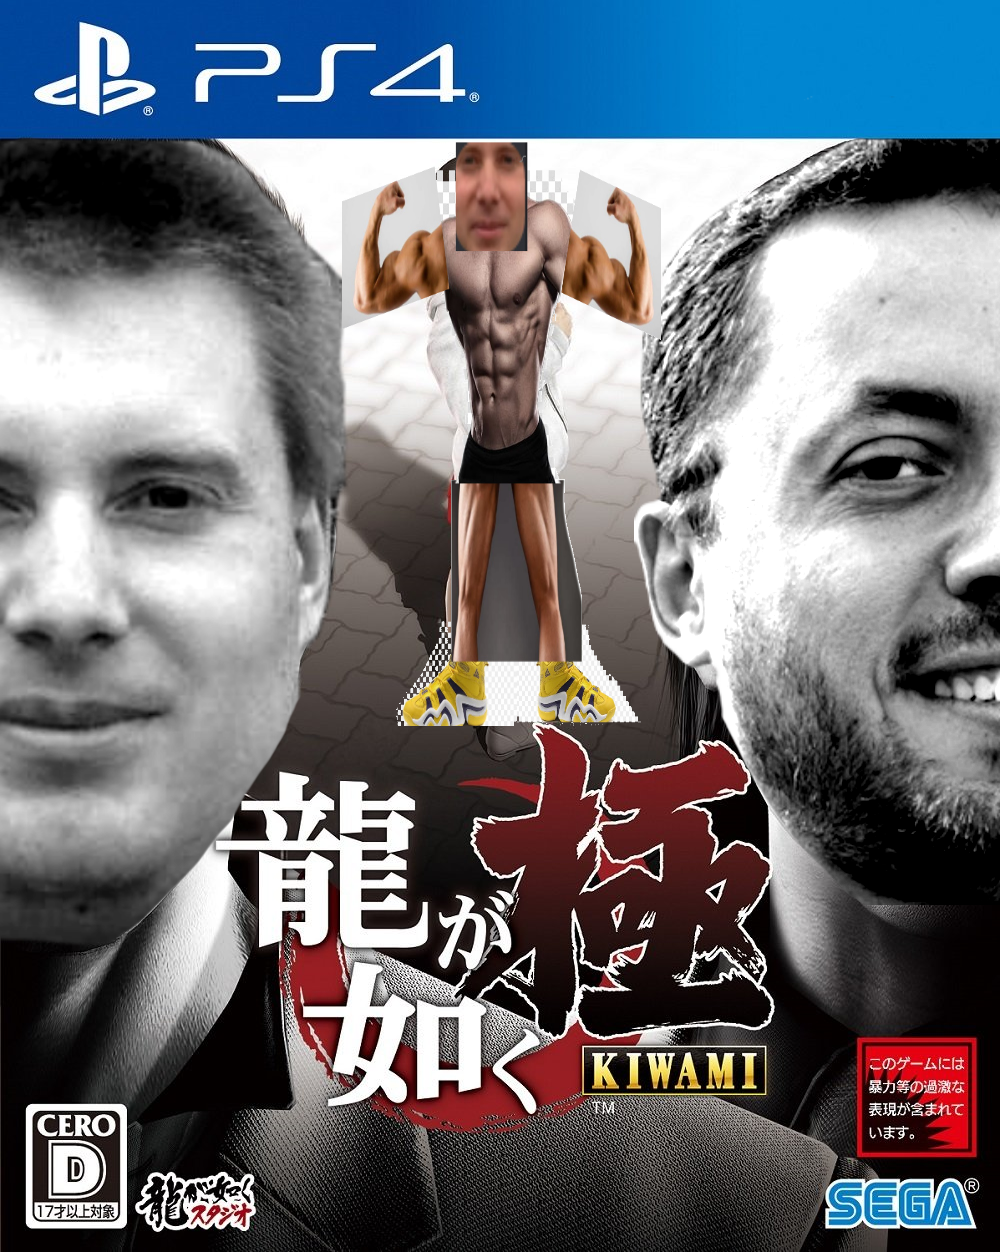 PS4
龍が
如く
極
KIWAMI
TM
このゲームには
暴力等の過激な
表現が含まれて
います。
CERO
D
17才以上対象
龍が如く
スタジオ
SEGA®